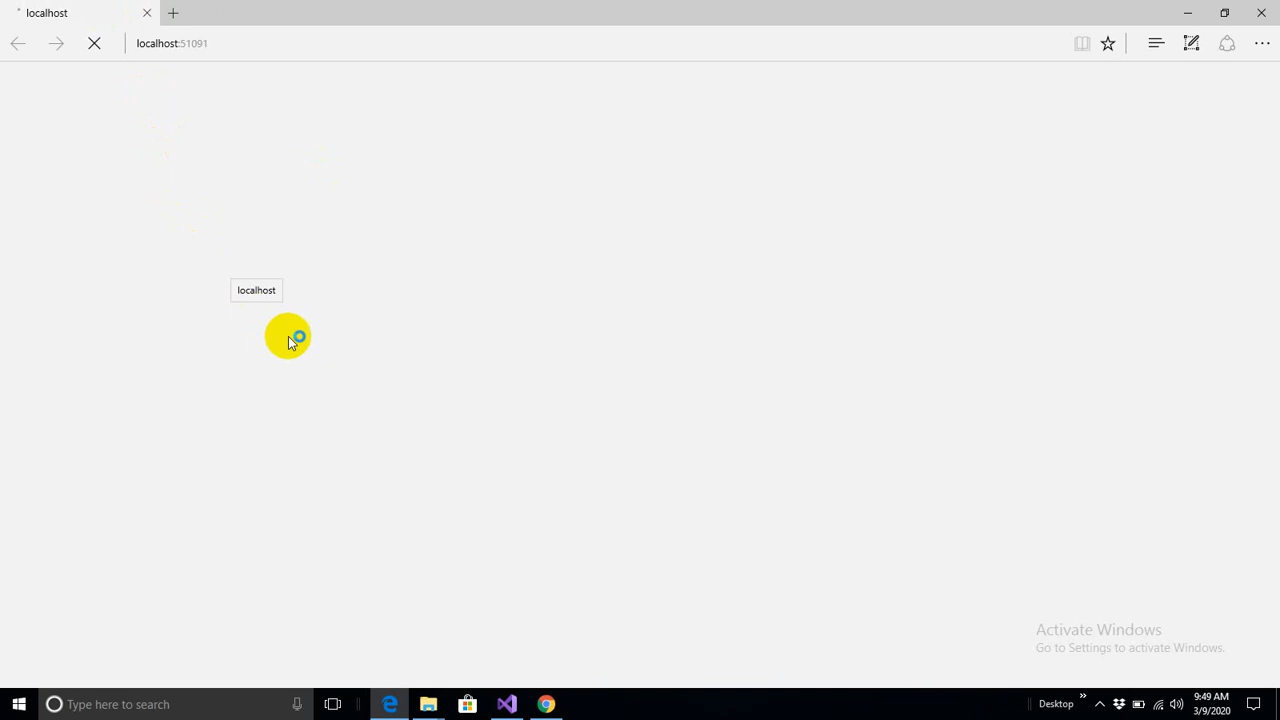 localhost
localhost:51091
localhost
Activate Windows
Go to Settings to activate Windows.
Type here to search
Desktop
9:49 AM
3/9/2020